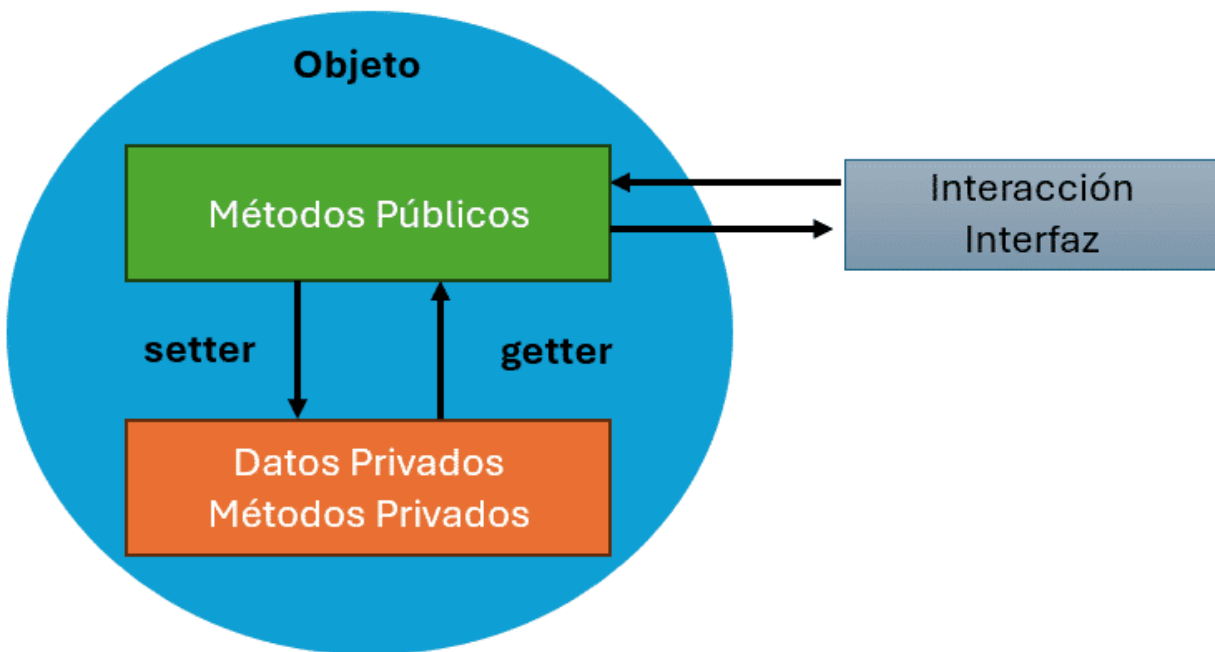 Objeto
Métodos Públicos
Interacción
Interfaz
setter
getter
Datos Privados
Métodos Privados